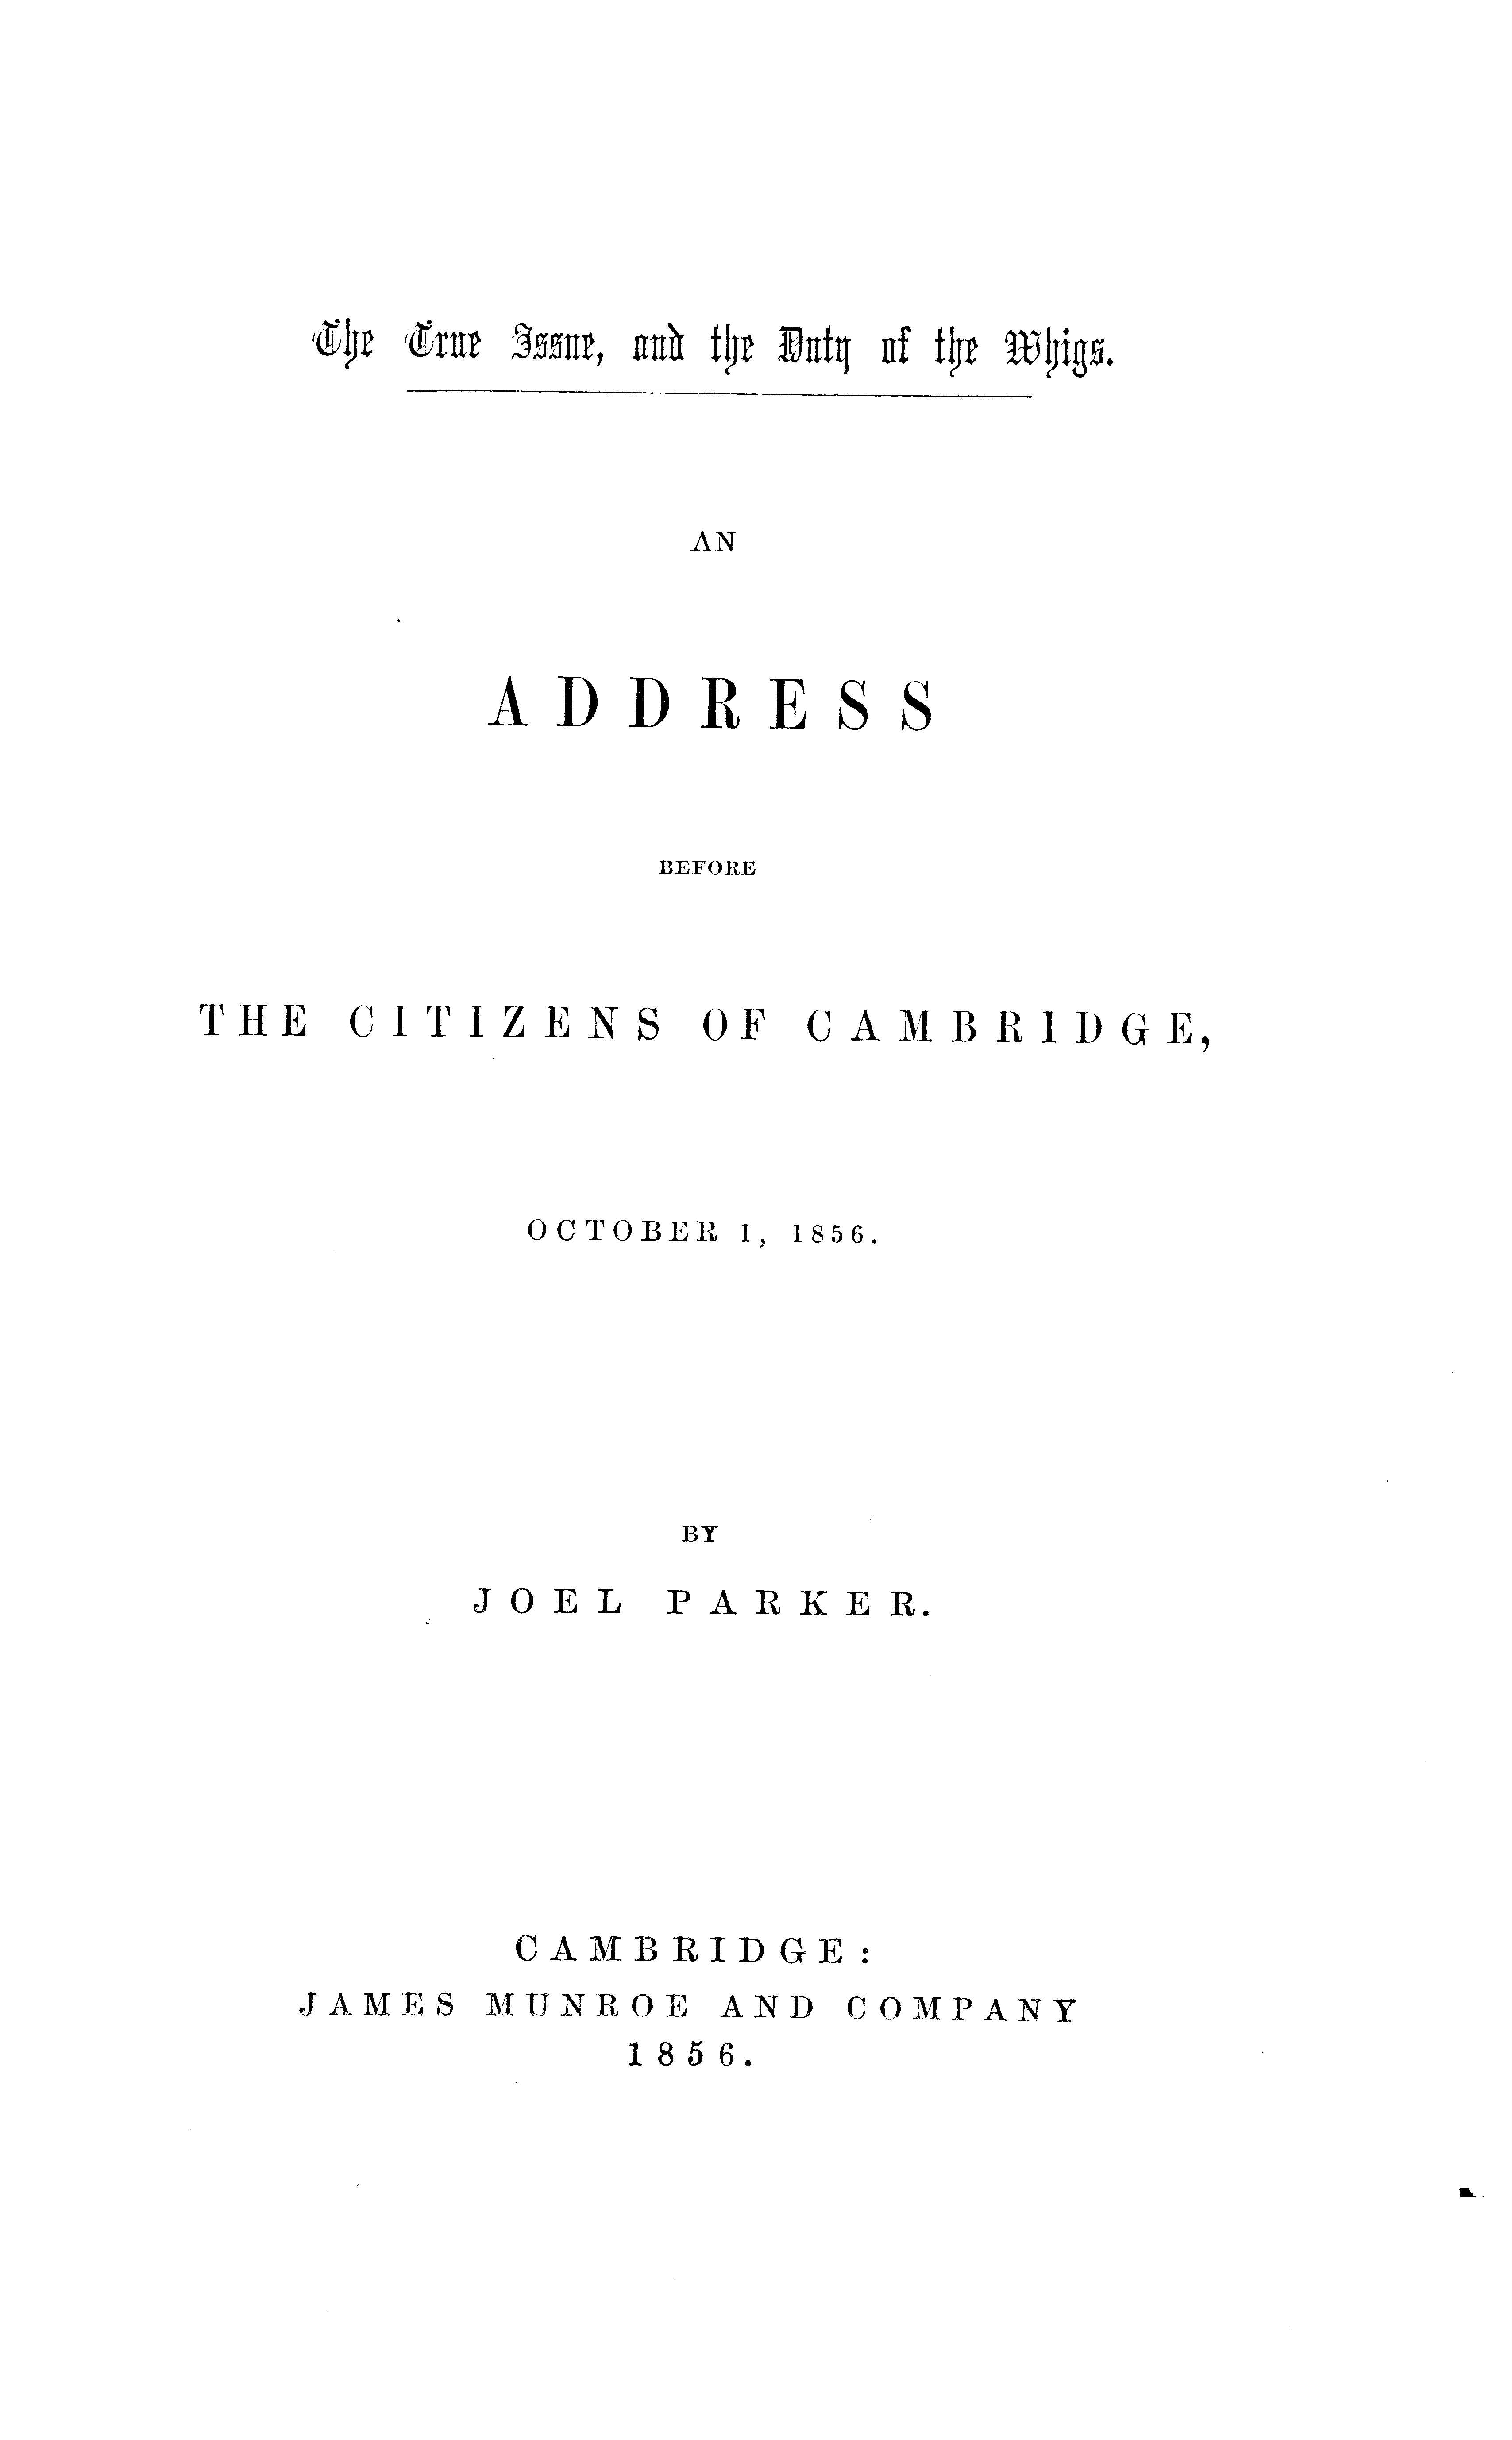 The True Issue, and the Duty of the Whigs.
AN
ADDRESS
BEFORE
THE CITIZENS OF CAMBRIDGE,
OCTOBER 1, 1856.
BY
JOEL PARKER.
CAMBRIDGE:
JAMES MUNROE AND COMPANY
1856.